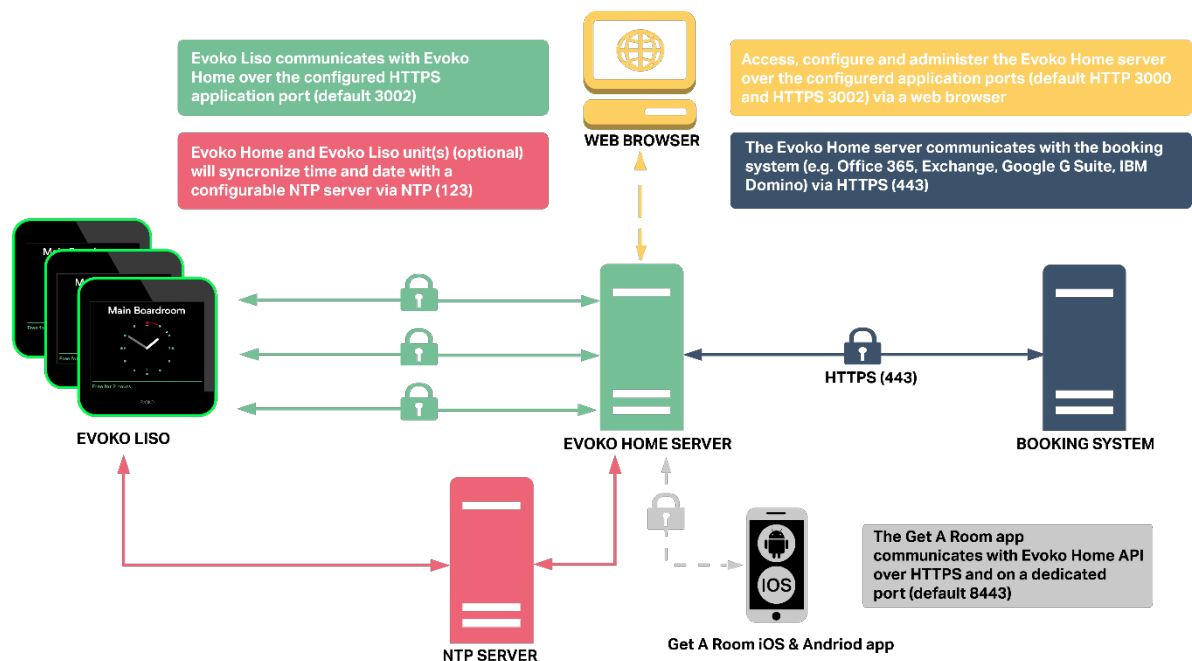 Evoko Liso communicates with Evoko
Home over the configured HTTPS
application port (default 3002)
Access, configure and administer the Evoko Home server
over the configurerd application ports (default HTTP 3000
and HTTPS 3002) via a web browser
WEB BROWSER
Evoko Home and Evoko Liso unit(s) (optional)
will syncronize time and date with a
configurable NTP server via NTP (123)
The Evoko Home server communicates with the booking
system (e.g. Office 365, Exchange, Google G Suite, IBM
Domino) via HTTPS (443)
Main Boardroom
Free for 2 hours
EVOKO
HTTPS (443)
EVOKO LISO
EVOKO HOME SERVER
BOOKING SYSTEM
The Get A Room app
communicates with Evoko Home API
over HTTPS and on a dedicated
port (default 8443)
IOS
Get A Room iOS & Andriod app
NTP SERVER